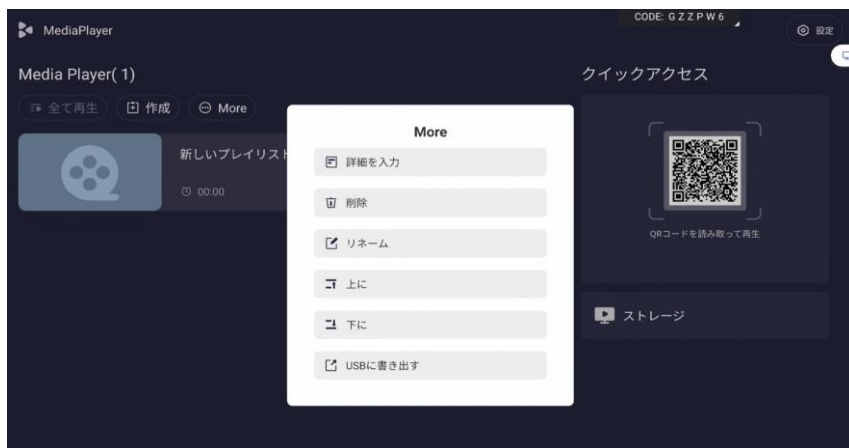 MediaPlayer
CODE: G Z Z P W 6
設定
Media Player( 1)
クイックアクセス
全て再生
作成
More
新しいプレイリスト
00:00
More
詳細を入力
削除
リネーム
上に
下に
USBに書き出す
QRコードを読み取って再生
ストレージ